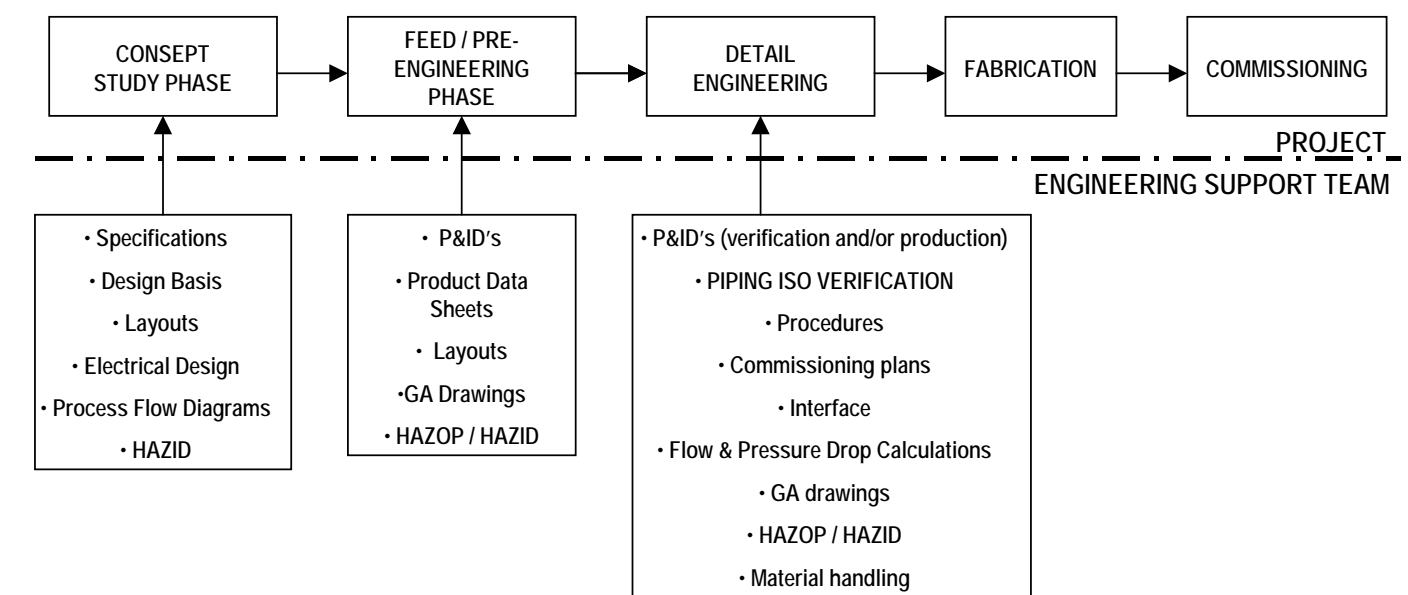 CONSEPT
STUDY PHASE
FEED / PRE-
ENGINEERING
PHASE
DETAIL
ENGINEERING
FABRICATION
COMMISSIONING
PROJECT
ENGINEERING SUPPORT TEAM
• Specifications
• Design Basis
• Layouts
• Electrical Design
• Process Flow Diagrams
• HAZID
• P&ID's
• Product Data
Sheets
• Layouts
•GA Drawings
• HAZOP / HAZID
• P&ID's (verification and/or production)
• PIPING ISO VERIFICATION
• Procedures
• Commissioning plans
• Interface
• Flow & Pressure Drop Calculations
• GA drawings
• HAZOP / HAZID
• Material handling